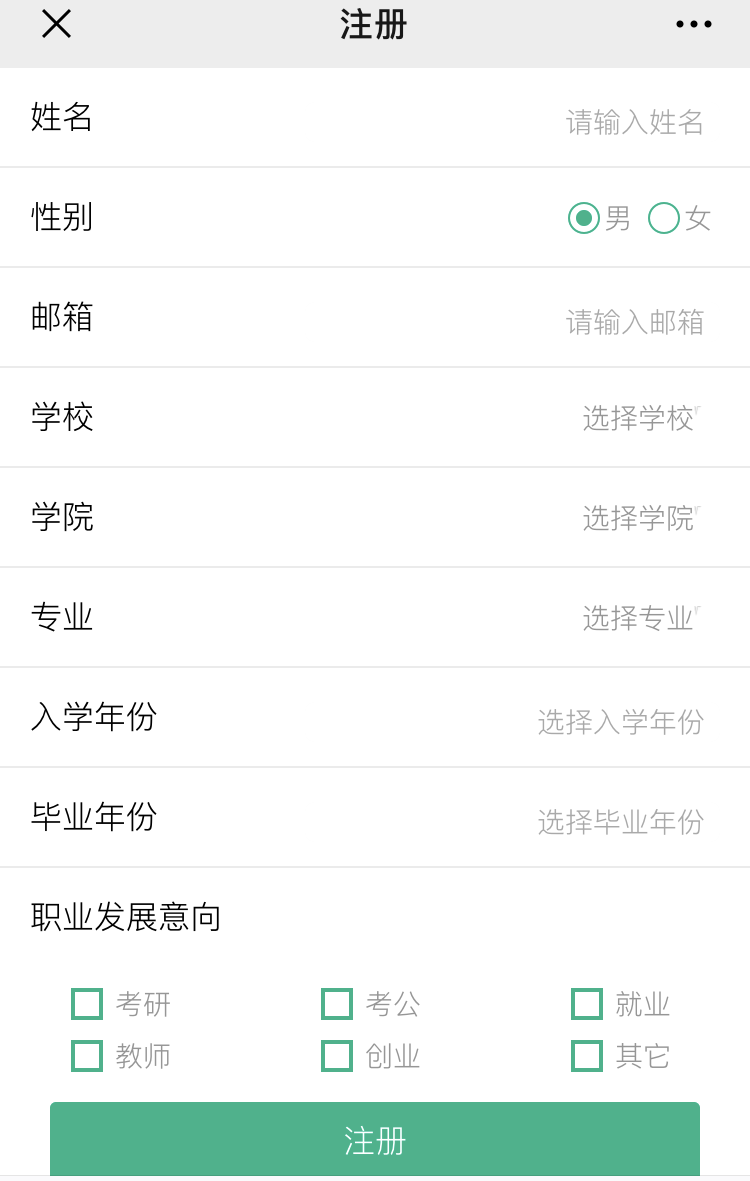 注册
姓名 请输入姓名
性别 男 女
邮箱 请输入邮箱
学校 选择学校
学院 选择学院
专业 选择专业
入学年份 选择入学年份
毕业年份 选择毕业年份
职业发展意向
考研 考公 就业
教师 创业 其它
注册